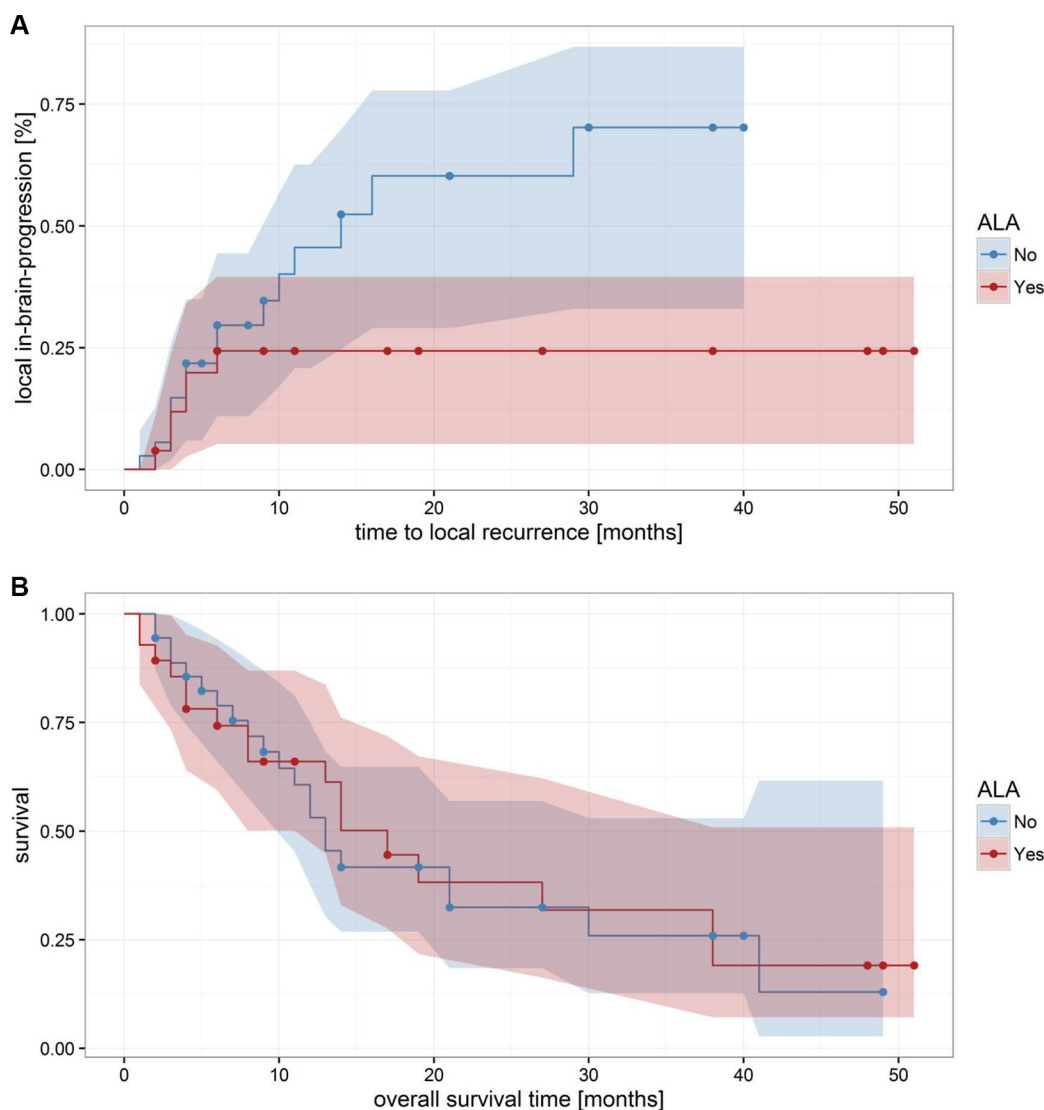 A
local in-brain-progression [%]
0.75
0.50
0.25
0.00
0 10 20 30 40 50
time to local recurrence [months]
ALA
No
Yes
B
survival
1.00
0.75
0.50
0.25
0.00
0 10 20 30 40 50
overall survival time [months]
ALA
No
Yes